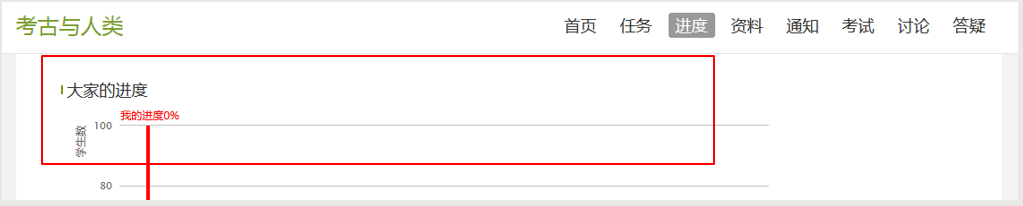 考古与人类
首页 任务 进度 资料 通知 考试 讨论 答疑
大家的进度
我的进度0%
100
学生数
80